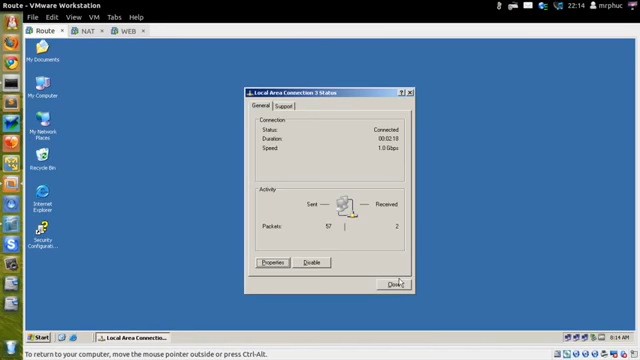 Route - VMware Workstation
22:14 mrphuc
File Edit View VM Tabs Help
Route × NAT × WEB ×
My Documents
My Computer
My Network
Places
Recycle Bin
Internet
Explorer
Security
Configurati...
Local Area Connection 3 Status
General Support
Connection
Status: Connected
Duration: 00:02:18
Speed: 1.0 Gbps
Activity
Sent Received
Packets: 57 2
Properties Disable
Close
Start Local Area Connectio... 8:14 AM
To return to your computer, move the mouse pointer outside or press Ctrl-Alt.